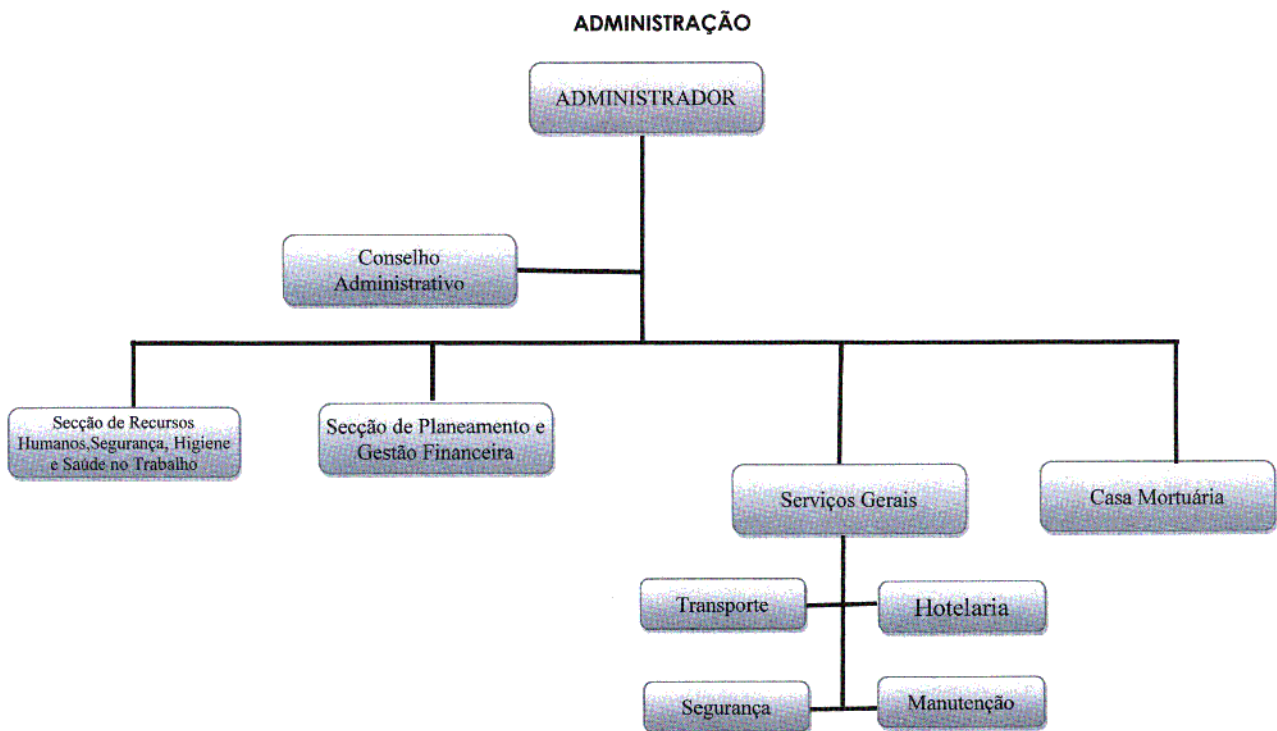 ADMINISTRAÇÃO
ADMINISTRADOR
Conselho
Administrativo
Secção de Recursos
Humanos,Segurança, Higiene
e Saúde no Trabalho
Secção de Planeamento e
Gestão Financeira
Serviços Gerais
Casa Mortuária
Transporte
Hotelaria
Segurança
Manutenção